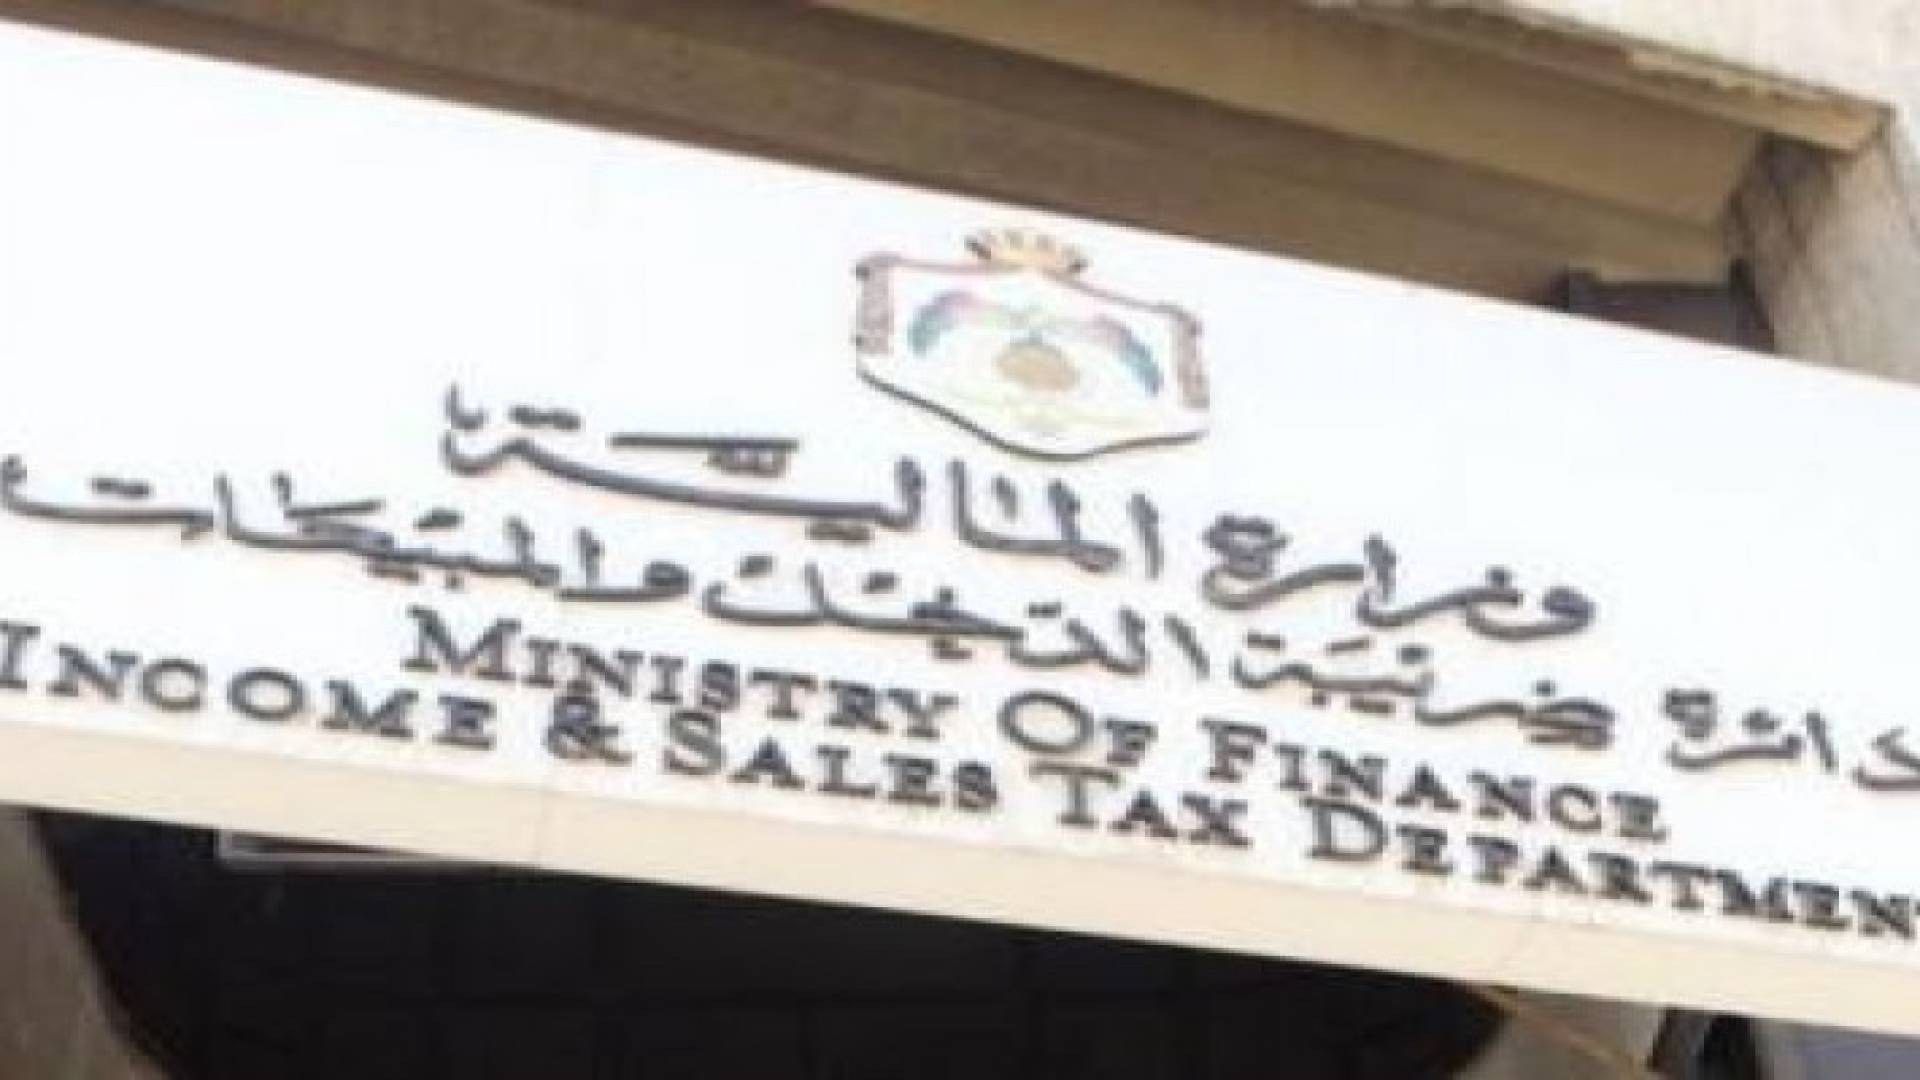 وزارة المالية
دائرة ضريبة الدخل والمبيعات
MINISTRY OF FINANCE
INCOME & SALES TAX DEPARTMENT